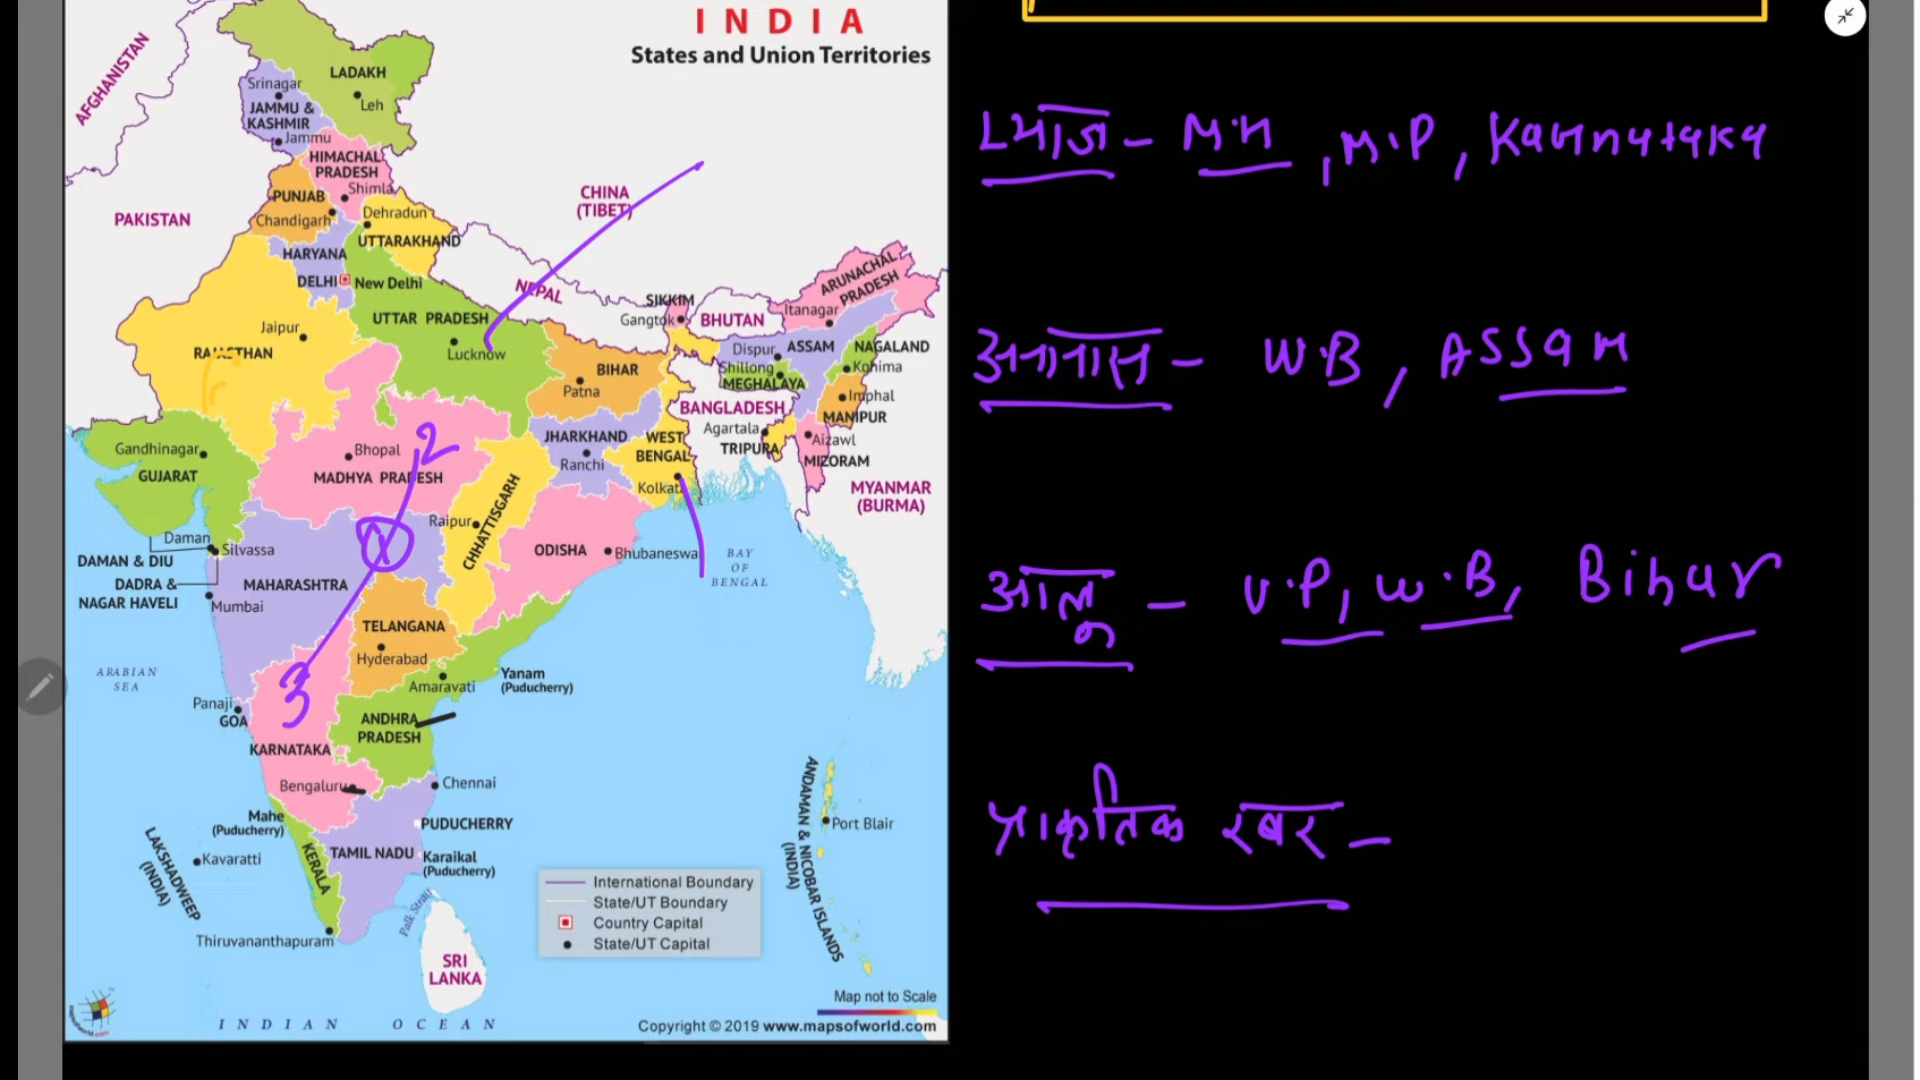 INDIA
States and Union Territories
AFGHANISTAN
PAKISTAN
CHINA
(TIBET)
NEPAL
BHUTAN
BANGLADESH
MYANMAR
(BURMA)
SRI
LANKA
LADAKH
Leh
Srinagar
JAMMU &
KASHMIR
Jammu
HIMACHAL
PRADESH
Shimla
PUNJAB
Chandigarh
Dehradun
UTTARAKHAND
HARYANA
DELHI
New Delhi
UTTAR PRADESH
Lucknow
Jaipur
RAJASTHAN
BIHAR
Patna
SIKKIM
Gangtok
ARUNACHAL
PRADESH
Itanagar
Dispur
ASSAM
NAGALAND
Kohima
Shillong
MEGHALAYA
Imphal
MANIPUR
Agartala
TRIPURA
Aizawl
MIZORAM
JHARKHAND
Ranchi
WEST
BENGAL
Kolkata
Gandhinagar
GUJARAT
Bhopal
MADHYA PRADESH
2
1
3
Raipur
CHHATTISGARH
ODISHA
Bhubaneswa
BAY
OF
BENGAL
Daman
Silvassa
DAMAN & DIU
DADRA &
NAGAR HAVELI
MAHARASHTRA
Mumbai
TELANGANA
Hyderabad
Amaravati
Yanam
(Puducherry)
ARABIAN
SEA
Panaji
GOA
ANDHRA
PRADESH
KARNATAKA
Bengaluru
Chennai
Mahe
(Puducherry)
PUDUCHERRY
TAMIL NADU
Karaikal
(Puducherry)
KERALA
LAKSHADWEEP
(INDIA)
Kavaratti
Thiruvananthapuram
Palk Strait
ANDAMAN & NICOBAR ISLANDS
(INDIA)
Port Blair
International Boundary
State/UT Boundary
Country Capital
State/UT Capital
Map not to Scale
INDIAN OCEAN
Copyright © 2019 www.mapsofworld.com
प्याज - M.H, M.P, Karnataka
अनानास - W.B, ASSam
आलू - U.P, W.B, Bihar
प्राकृतिक रबर -